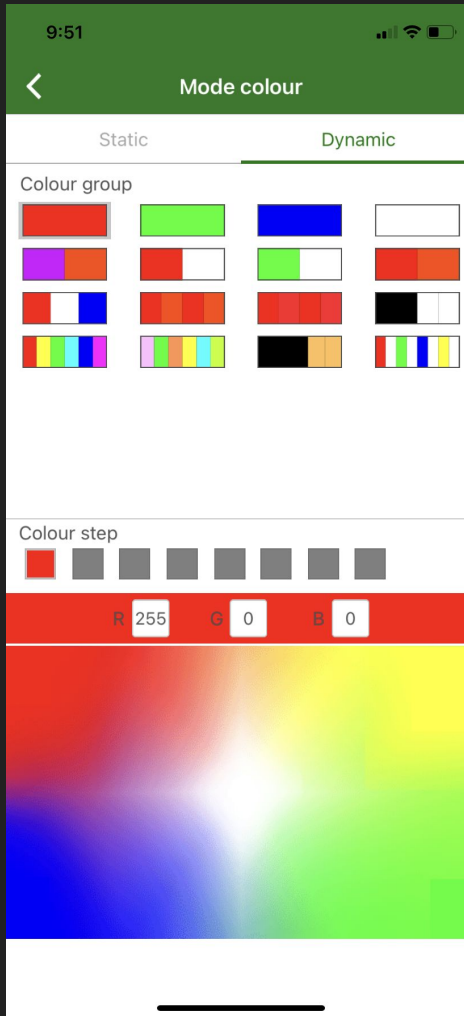 9:51
Mode colour
Static Dynamic
Colour group
Colour step
R 255 G 0 B 0